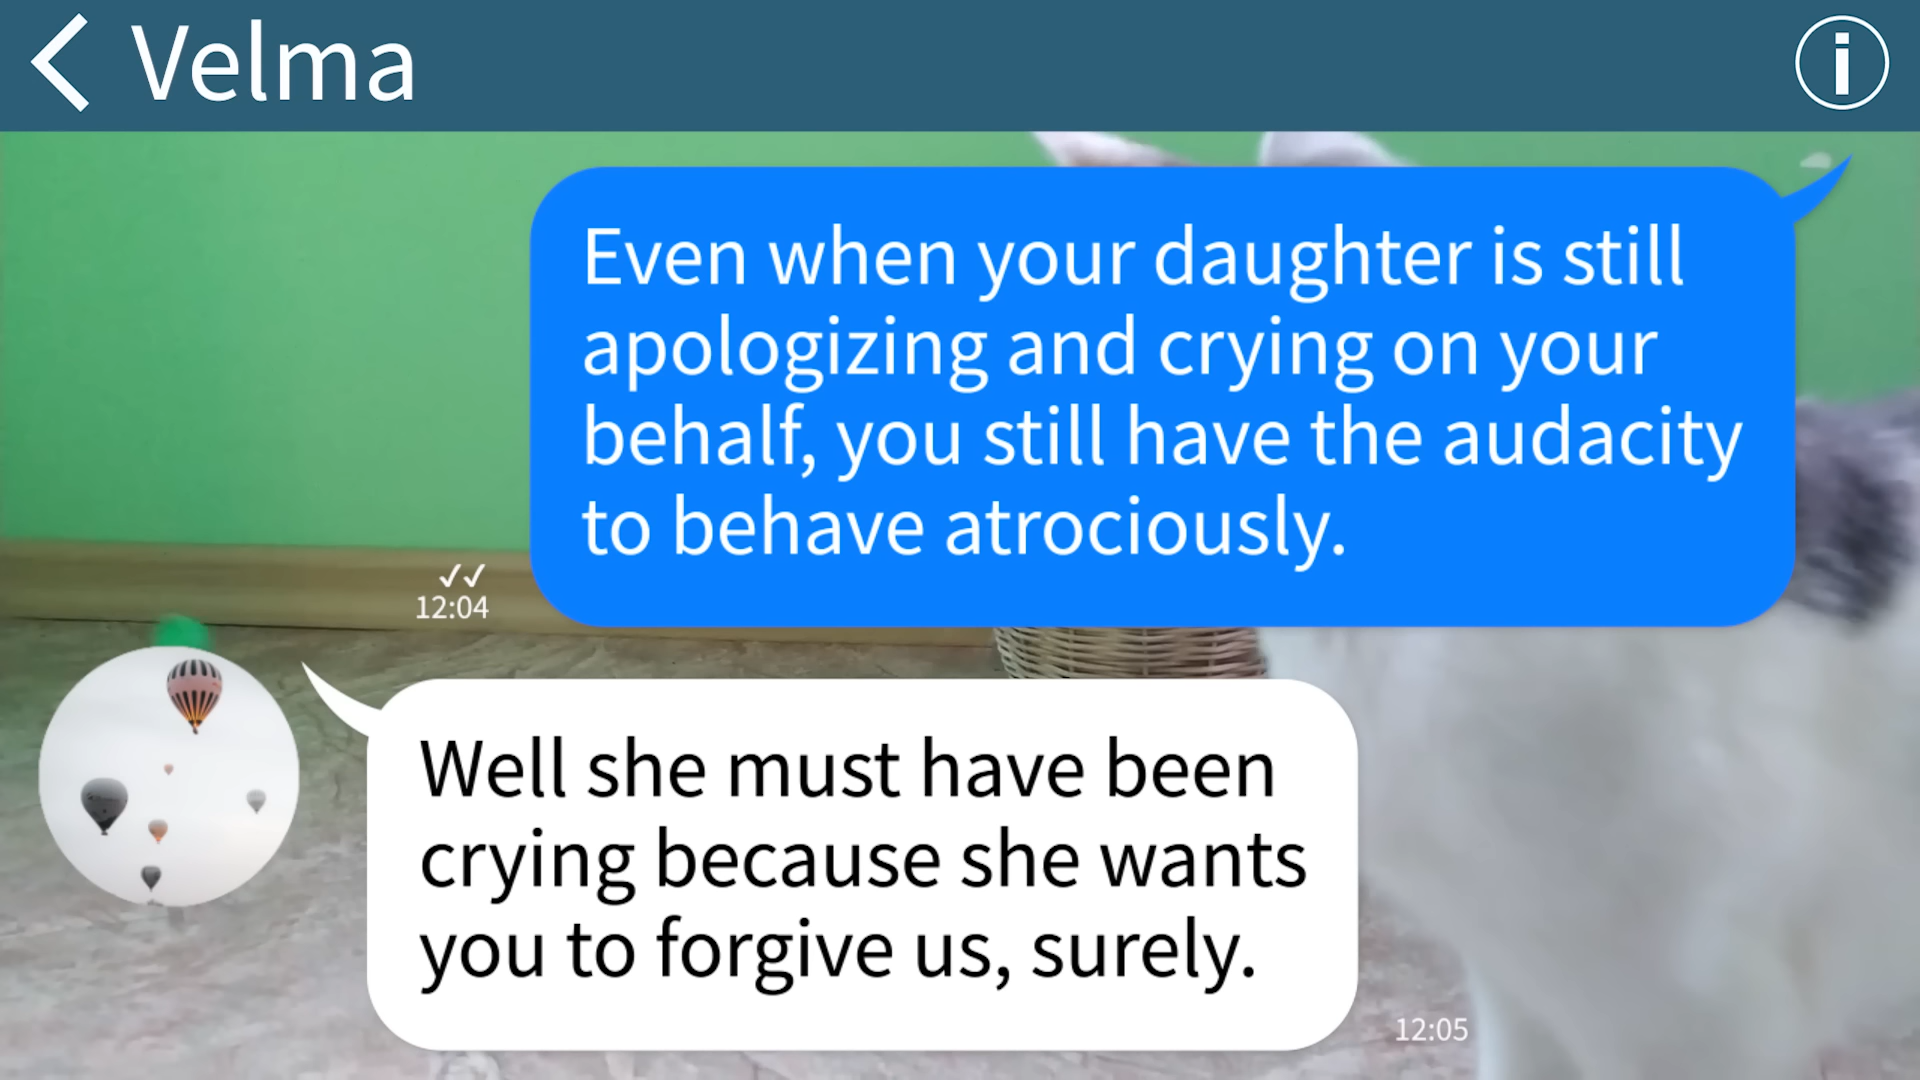 Velma
Even when your daughter is still
apologizing and crying on your
behalf, you still have the audacity
to behave atrociously.
12:04
Well she must have been
crying because she wants
you to forgive us, surely.
12:05